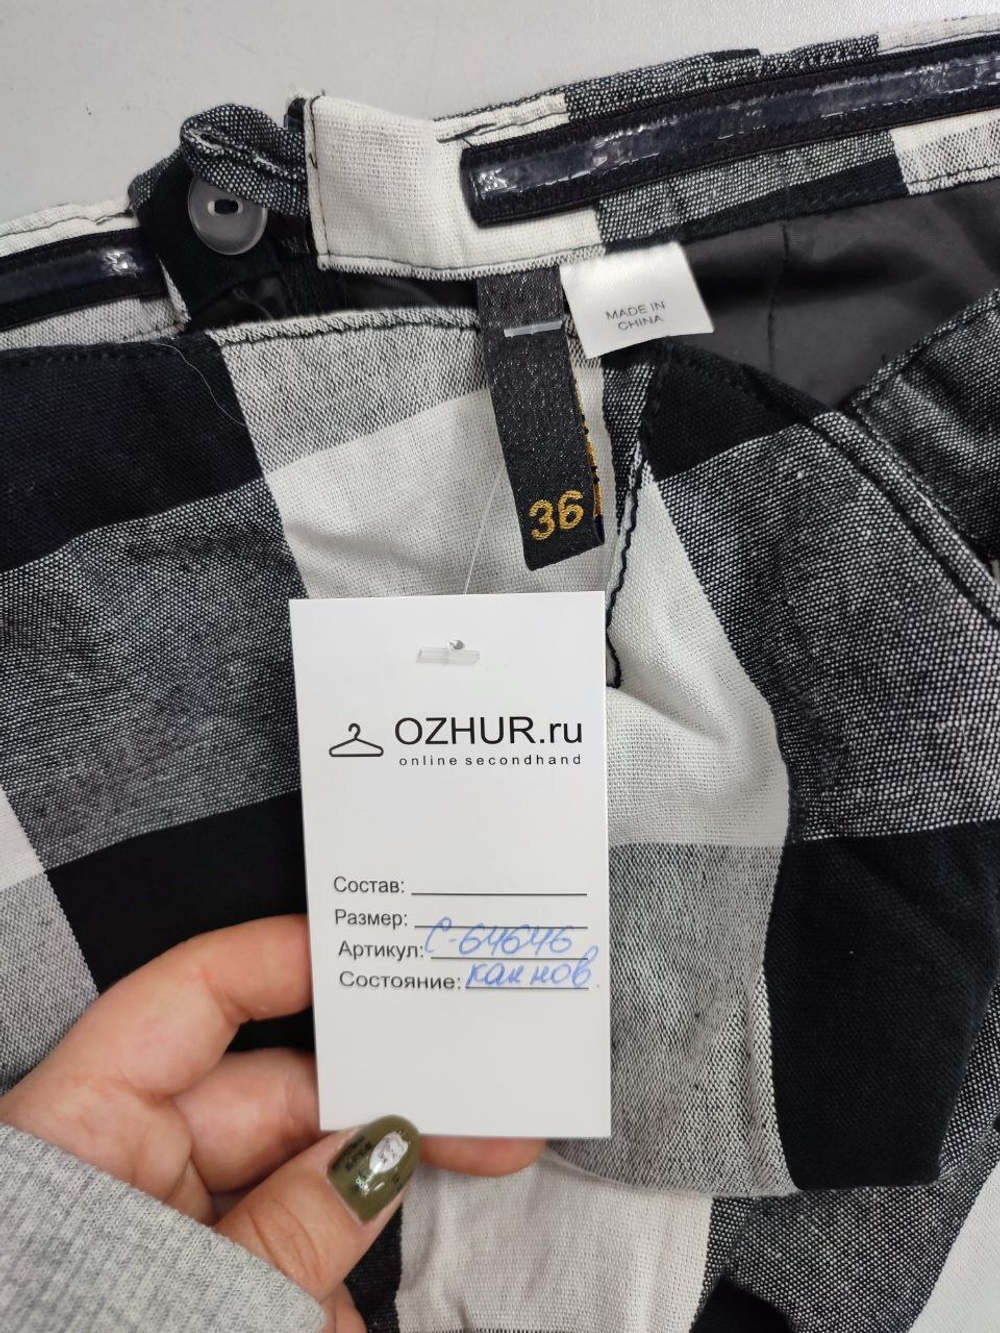 MADE IN
CHINA
36
OZHUR.ru
online secondhand
Состав:
Размер:
Артикул: С-64646
Состояние: как нов.